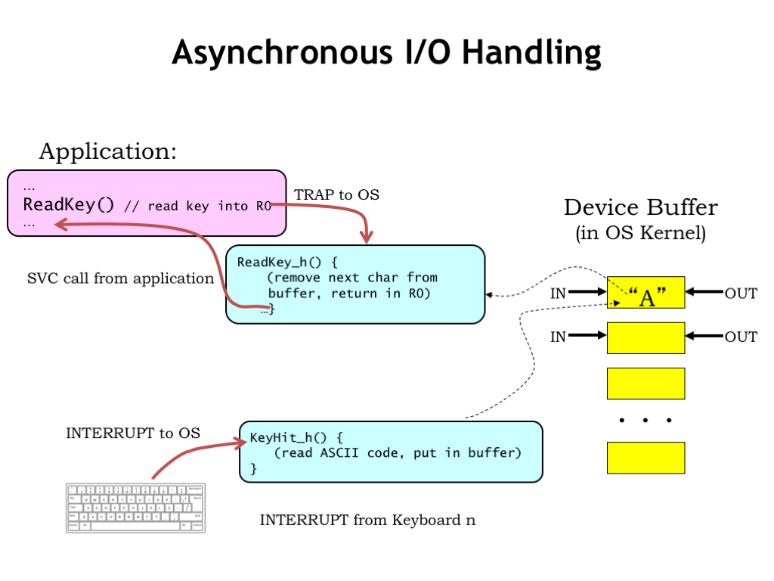 Asynchronous I/O Handling
Application:
…
ReadKey() // read key into R0
…
TRAP to OS
Device Buffer
(in OS Kernel)
SVC call from application
ReadKey_h() {
(remove next char from
buffer, return in R0)
…}
IN
“A”
OUT
IN
OUT
. . .
INTERRUPT to OS
KeyHit_h() {
(read ASCII code, put in buffer)
}
INTERRUPT from Keyboard n